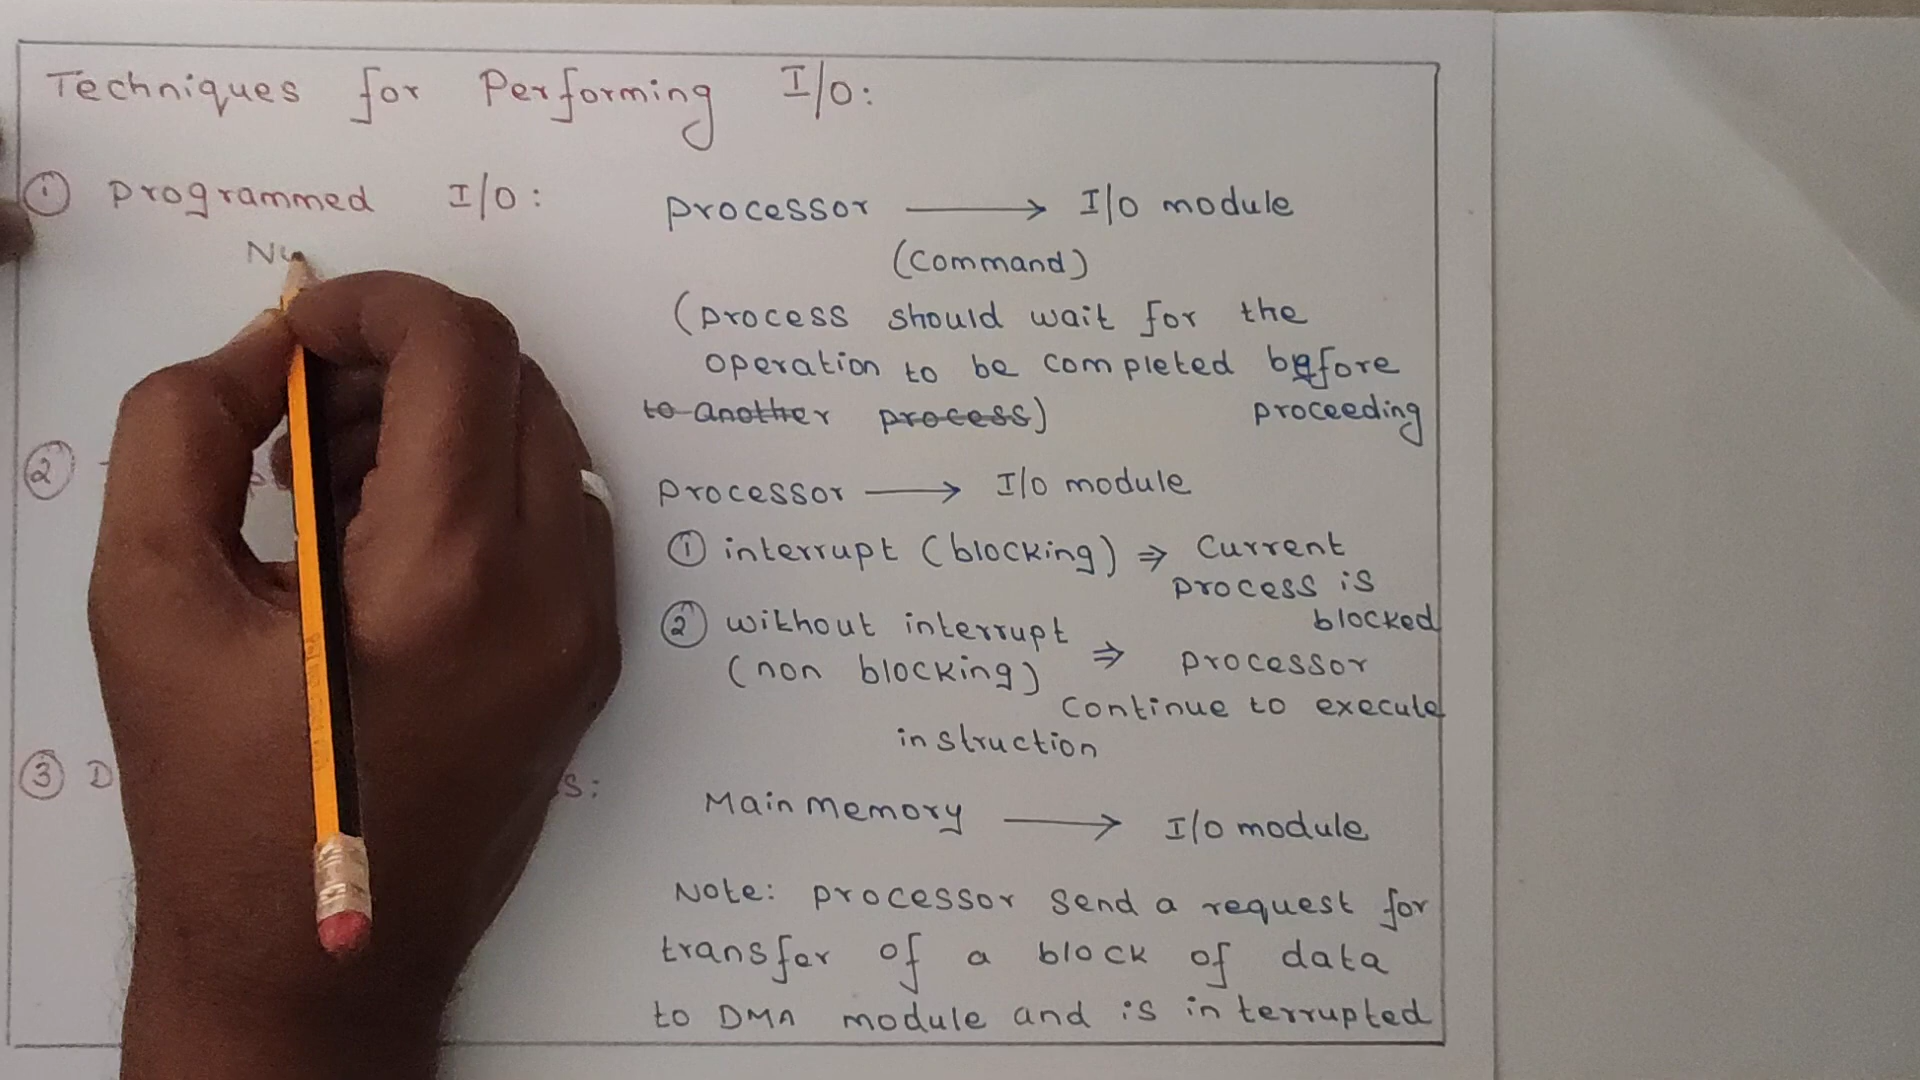 Techniques for Performing I/O:
① Programmed I/O:
processor → I/O module
(Command)
(process should wait for the
operation to be completed before
to another process) proceeding
②
processor → I/O module
① interrupt (blocking) ⇒ Current
process is
blocked
② without interrupt
(non blocking) ⇒ processor
continue to execute
instruction
③ D s:
Main memory → I/O module
Note: processor send a request for
transfer of a block of data
to DMA module and is interrupted